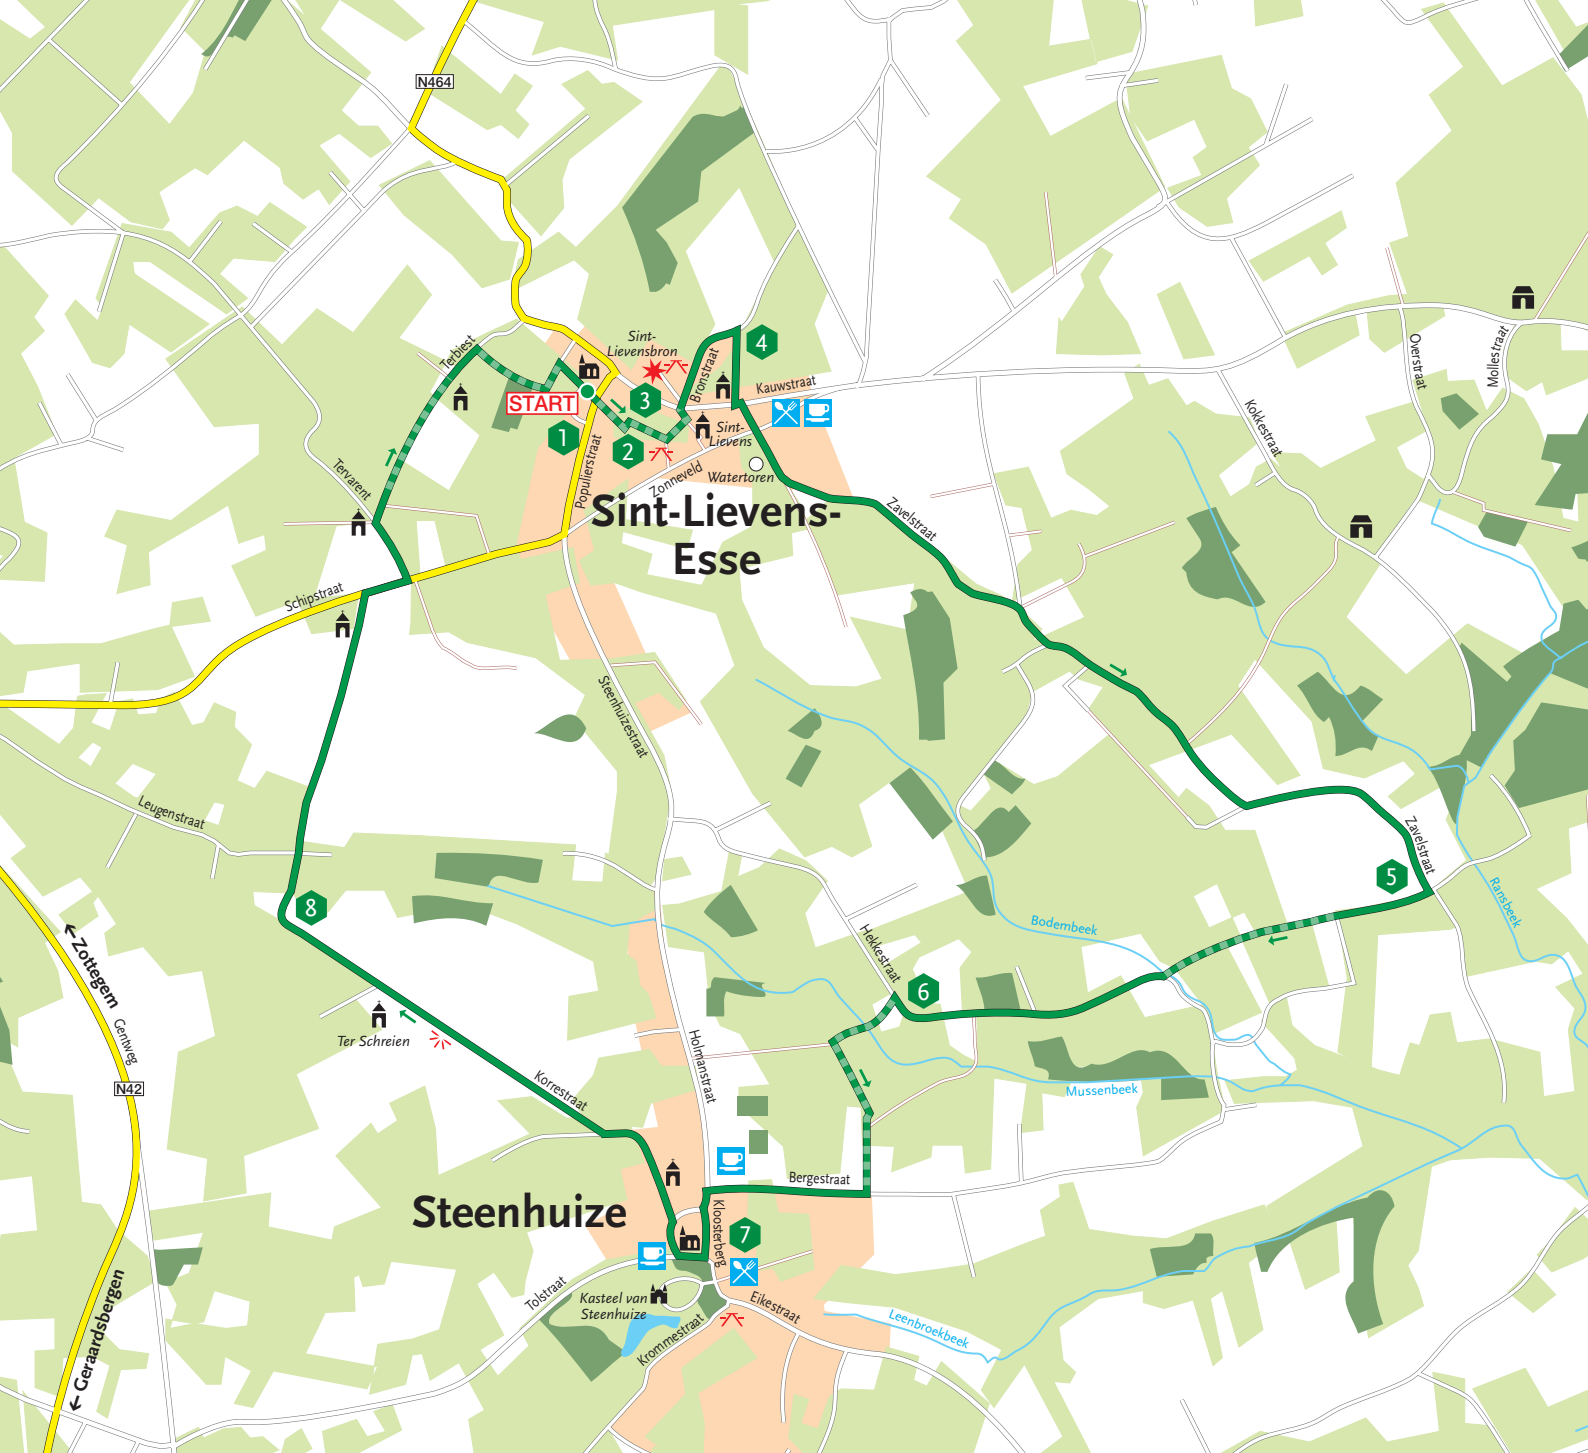 N464
Sint-
Lievensbron
4
Terbiest
Bronstraat
Kauwstraat
Overstraat
Mollestraat
START
3
Kokkestraat
1
2
Sint-
Lievens
Populierstraat
Zonneveld
Watertoren
Tervarent
Sint-Lievens-
Esse
Zavelstraat
Schipstraat
Steenhuizestraat
Leugenstraat
Zavelstraat
5
8
Ransbeek
Bodembeek
Hekkestraat
Zottegem
6
Gentweg
Ter Schreien
Holmanstraat
N42
Korrestraat
Mussenbeek
Bergestraat
Steenhuize
Kloosterberg
7
Tolstraat
Kasteel van
Steenhuize
Eikestraat
Krommestraat
Leenbroekbeek
Geraardsbergen